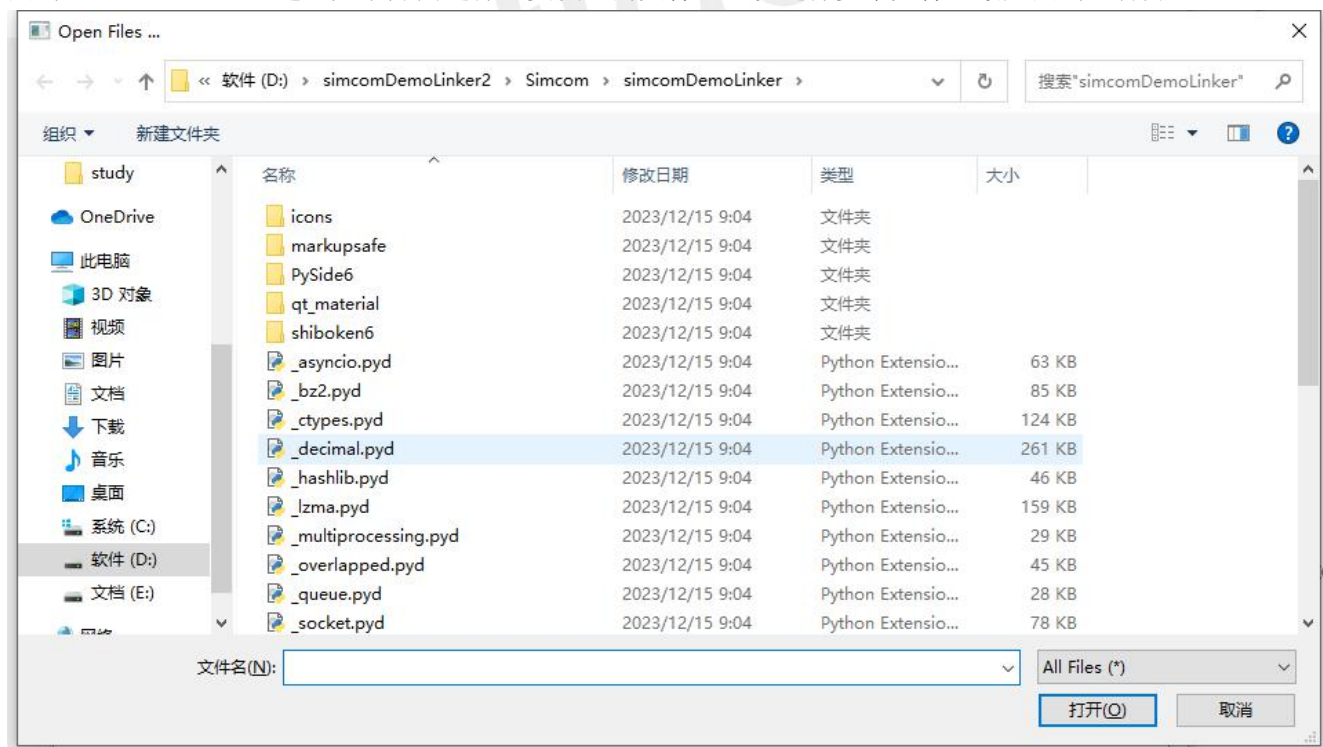 Open Files ...
« 软件 (D:) › simcomDemoLinker2 › Simcom › simcomDemoLinker ›
搜索"simcomDemoLinker"
组织
新建文件夹
study
OneDrive
此电脑
3D 对象
视频
图片
文档
下载
音乐
桌面
系统 (C:)
软件 (D:)
文档 (E:)
名称 修改日期 类型 大小
icons 2023/12/15 9:04 文件夹
markupsafe 2023/12/15 9:04 文件夹
PySide6 2023/12/15 9:04 文件夹
qt_material 2023/12/15 9:04 文件夹
shiboken6 2023/12/15 9:04 文件夹
_asyncio.pyd 2023/12/15 9:04 Python Extensio... 63 KB
_bz2.pyd 2023/12/15 9:04 Python Extensio... 85 KB
_ctypes.pyd 2023/12/15 9:04 Python Extensio... 124 KB
_decimal.pyd 2023/12/15 9:04 Python Extensio... 261 KB
_hashlib.pyd 2023/12/15 9:04 Python Extensio... 46 KB
_lzma.pyd 2023/12/15 9:04 Python Extensio... 159 KB
_multiprocessing.pyd 2023/12/15 9:04 Python Extensio... 29 KB
_overlapped.pyd 2023/12/15 9:04 Python Extensio... 45 KB
_queue.pyd 2023/12/15 9:04 Python Extensio... 28 KB
_socket.pyd 2023/12/15 9:04 Python Extensio... 78 KB
文件名(N):
All Files (*)
打开(O)
取消